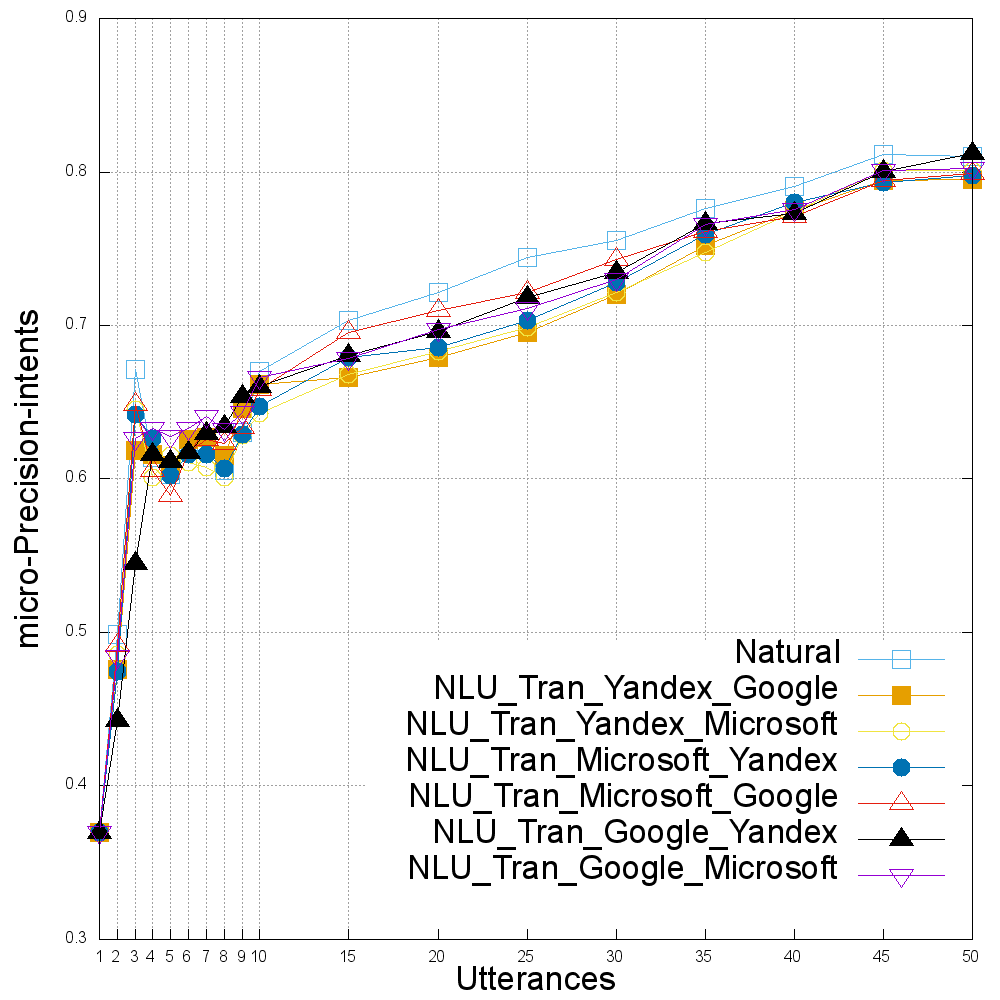 0.9
0.8
0.7
0.6
0.5
0.4
0.3
micro-Precision-intents
Natural
NLU_Tran_Yandex_Google
NLU_Tran_Yandex_Microsoft
NLU_Tran_Microsoft_Yandex
NLU_Tran_Microsoft_Google
NLU_Tran_Google_Yandex
NLU_Tran_Google_Microsoft
1 2 3 4 5 6 7 8 9 10 15 20 25 30 35 40 45 50
Utterances